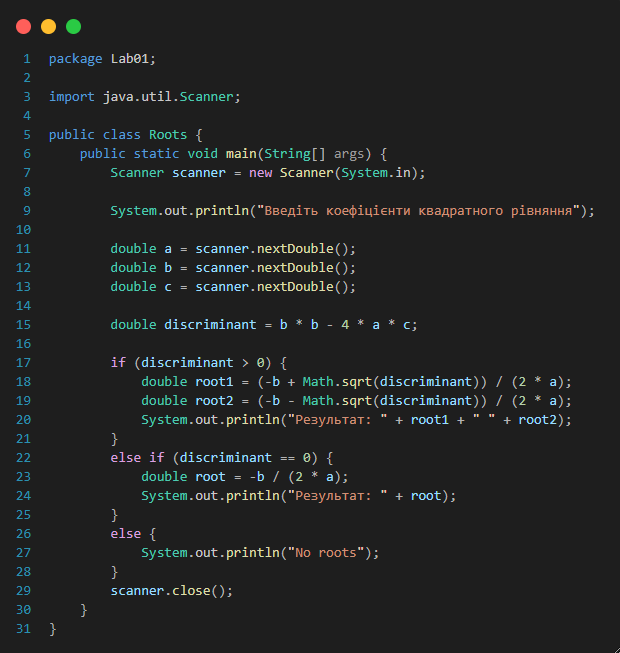 1 package Lab01;
2
3 import java.util.Scanner;
4
5 public class Roots {
6     public static void main(String[] args) {
7         Scanner scanner = new Scanner(System.in);
8
9         System.out.println("Введіть коефіцієнти квадратного рівняння");
10
11         double a = scanner.nextDouble();
12         double b = scanner.nextDouble();
13         double c = scanner.nextDouble();
14
15         double discriminant = b * b - 4 * a * c;
16
17         if (discriminant > 0) {
18             double root1 = (-b + Math.sqrt(discriminant)) / (2 * a);
19             double root2 = (-b - Math.sqrt(discriminant)) / (2 * a);
20             System.out.println("Результат: " + root1 + " " + root2);
21         }
22         else if (discriminant == 0) {
23             double root = -b / (2 * a);
24             System.out.println("Результат: " + root);
25         }
26         else {
27             System.out.println("No roots");
28         }
29         scanner.close();
30     }
31 }